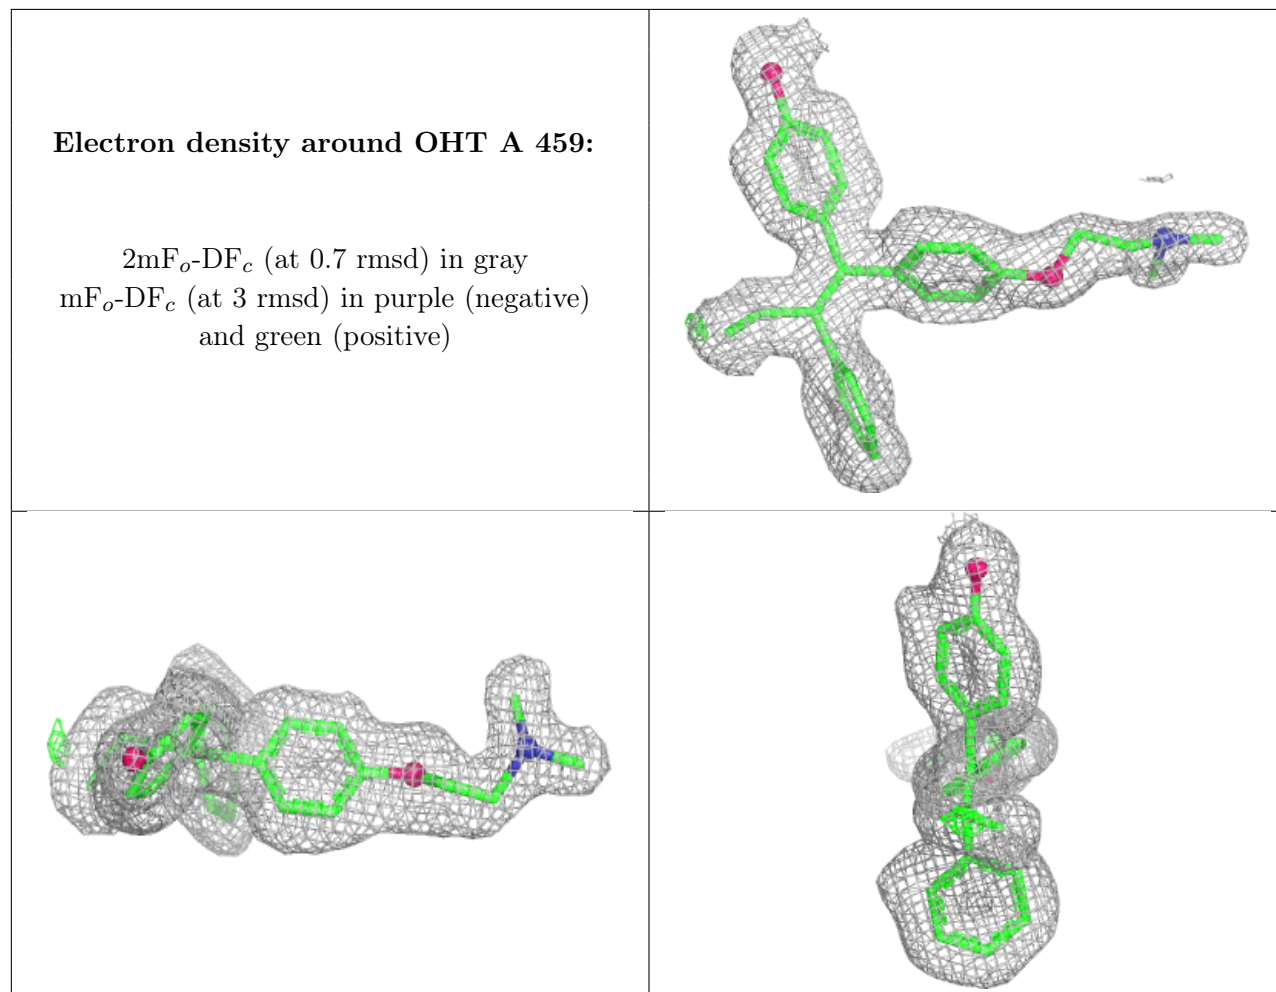 Electron density around OHT A 459:
2mFo-DFc (at 0.7 rmsd) in gray
mFo-DFc (at 3 rmsd) in purple (negative)
and green (positive)